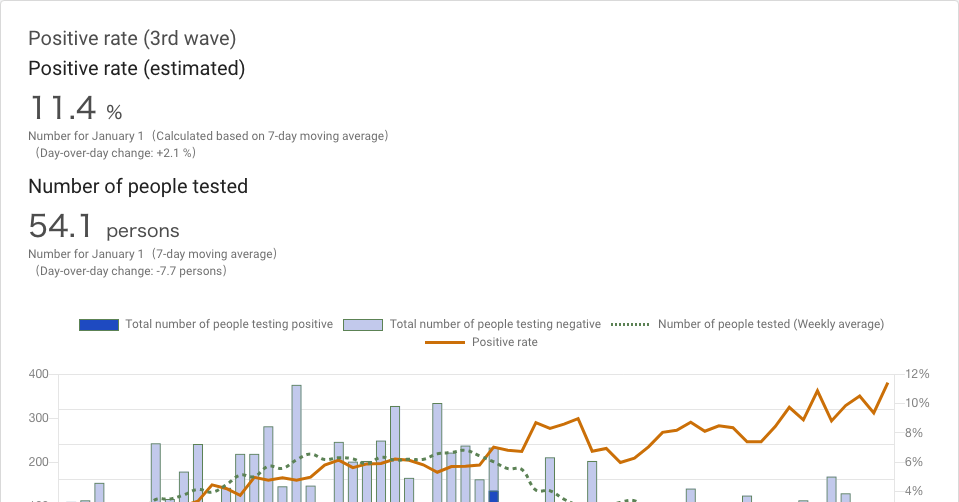 Positive rate (3rd wave)
Positive rate (estimated)
11.4 %
Number for January 1（Calculated based on 7-day moving average）
（Day-over-day change: +2.1 %）
Number of people tested
54.1 persons
Number for January 1（7-day moving average）
（Day-over-day change: -7.7 persons）
Total number of people testing positive Total number of people testing negative Number of people tested (Weekly average)
Positive rate
400 12%
10%
300
8%
200 6%
4%